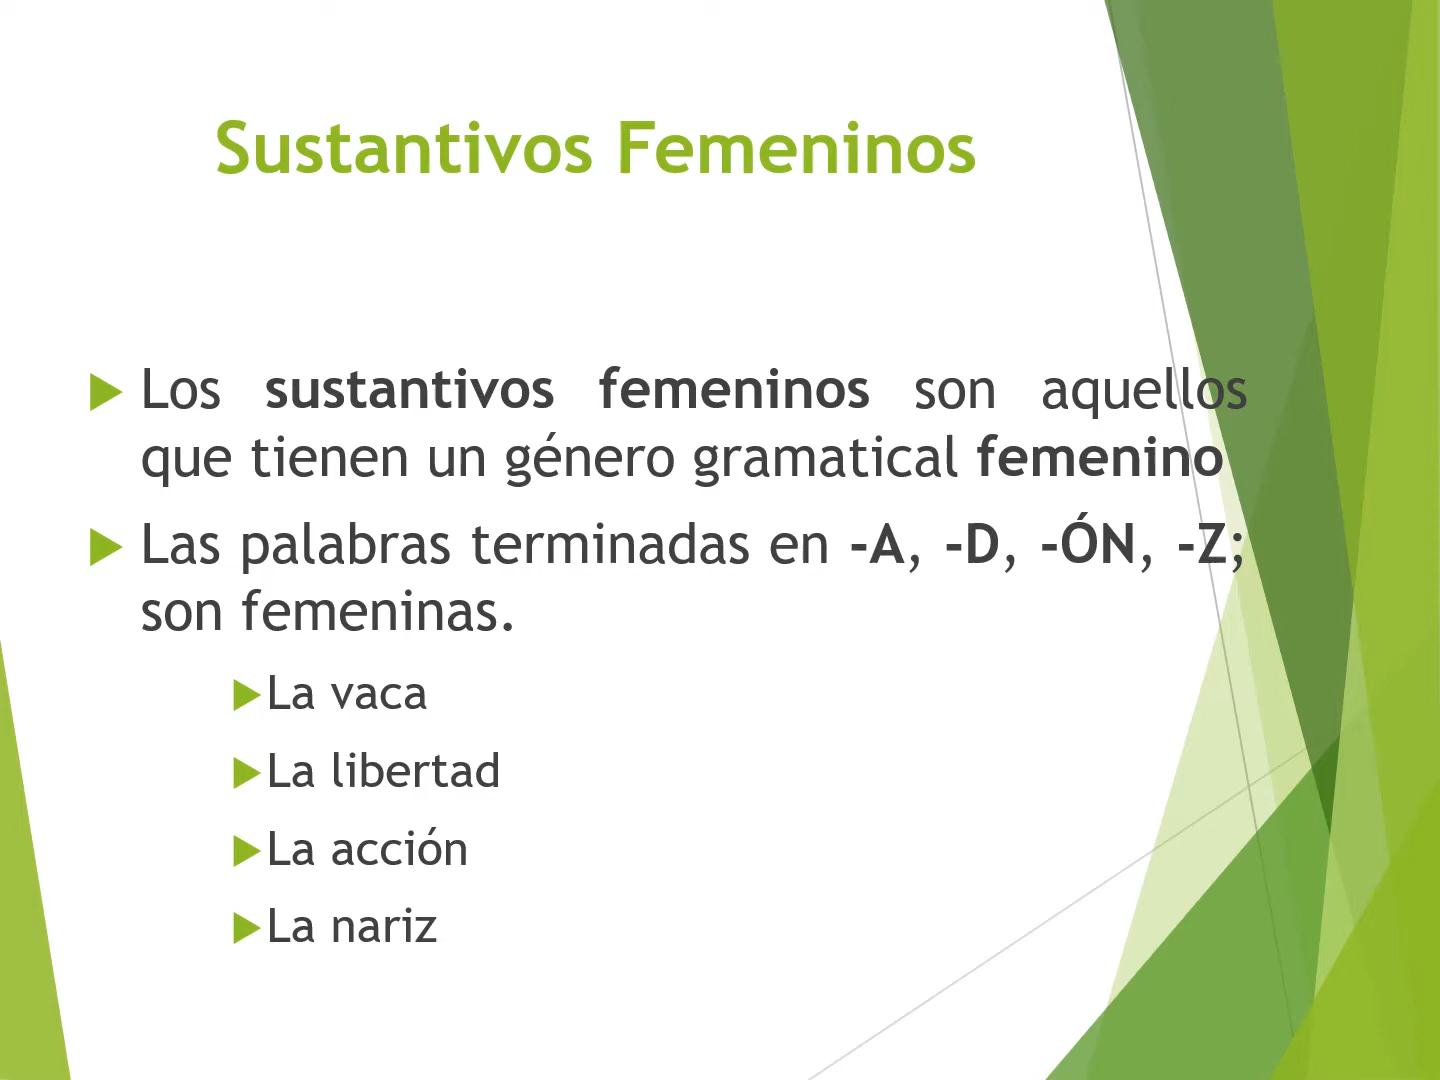 Sustantivos Femeninos
Los sustantivos femeninos son aquellos
que tienen un género gramatical femenino
Las palabras terminadas en -A, -D, -ÓN, -Z;
son femeninas.
La vaca
La libertad
La acción
La nariz